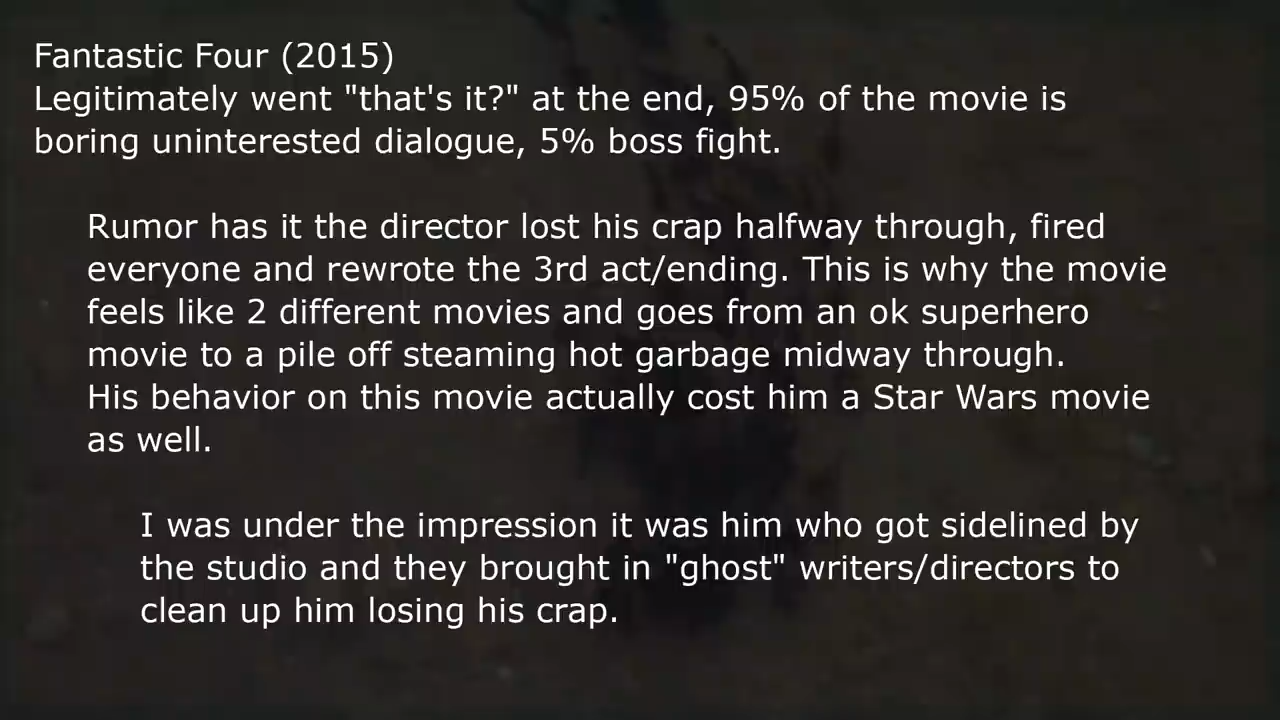 Fantastic Four (2015)
Legitimately went "that's it?" at the end, 95% of the movie is
boring uninterested dialogue, 5% boss fight.
Rumor has it the director lost his crap halfway through, fired
everyone and rewrote the 3rd act/ending. This is why the movie
feels like 2 different movies and goes from an ok superhero
movie to a pile off steaming hot garbage midway through.
His behavior on this movie actually cost him a Star Wars movie
as well.
I was under the impression it was him who got sidelined by
the studio and they brought in "ghost" writers/directors to
clean up him losing his crap.